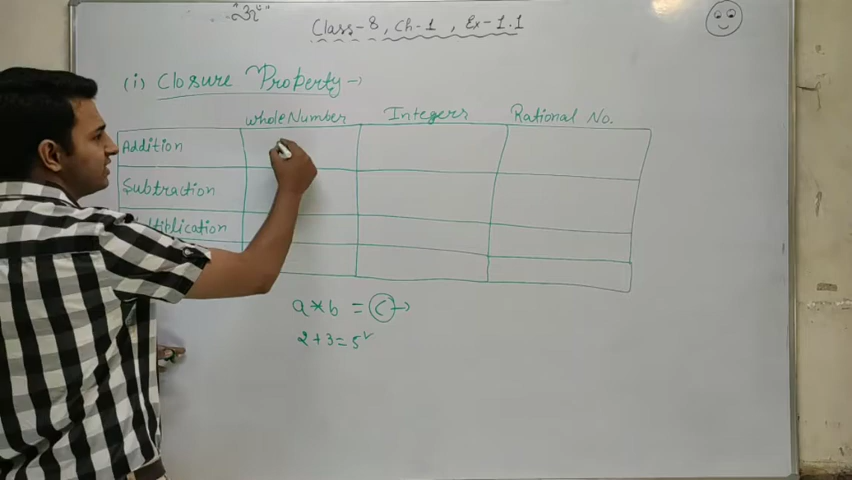 Class-8, Ch-1, Ex-1.1
(i) Closure Property→
whole Number Integers Rational No.
Addition
Subtraction
a*b = C→
2+3=5✓